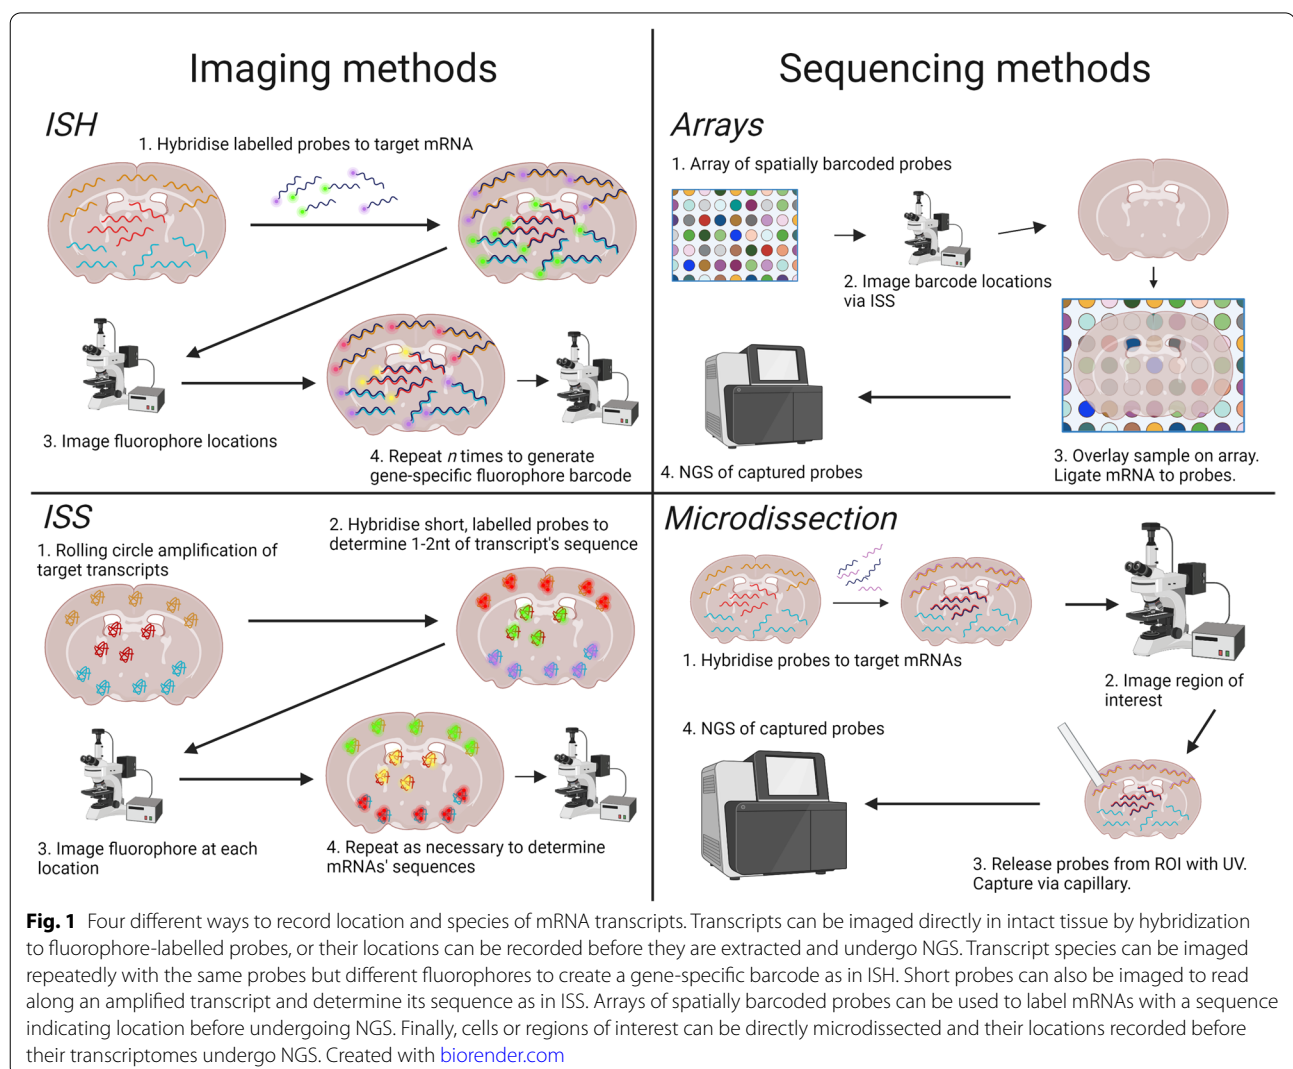 Imaging methods
ISH
1. Hybridise labelled probes to target mRNA
3. Image fluorophore locations
4. Repeat n times to generate
gene-specific fluorophore barcode
Sequencing methods
Arrays
1. Array of spatially barcoded probes
2. Image barcode locations
via ISS
3. Overlay sample on array.
Ligate mRNA to probes.
4. NGS of captured probes
ISS
1. Rolling circle amplification of
target transcripts
2. Hybridise short, labelled probes to
determine 1-2nt of transcript's sequence
3. Image fluorophore at each
location
4. Repeat as necessary to determine
mRNAs' sequences
Microdissection
1. Hybridise probes to target mRNAs
2. Image region of
interest
3. Release probes from ROI with UV.
Capture via capillary.
4. NGS of captured probes
Fig. 1 Four different ways to record location and species of mRNA transcripts. Transcripts can be imaged directly in intact tissue by hybridization
to fluorophore-labelled probes, or their locations can be recorded before they are extracted and undergo NGS. Transcript species can be imaged
repeatedly with the same probes but different fluorophores to create a gene-specific barcode as in ISH. Short probes can also be imaged to read
along an amplified transcript and determine its sequence as in ISS. Arrays of spatially barcoded probes can be used to label mRNAs with a sequence
indicating location before undergoing NGS. Finally, cells or regions of interest can be directly microdissected and their locations recorded before
their transcriptomes undergo NGS. Created with biorender.com